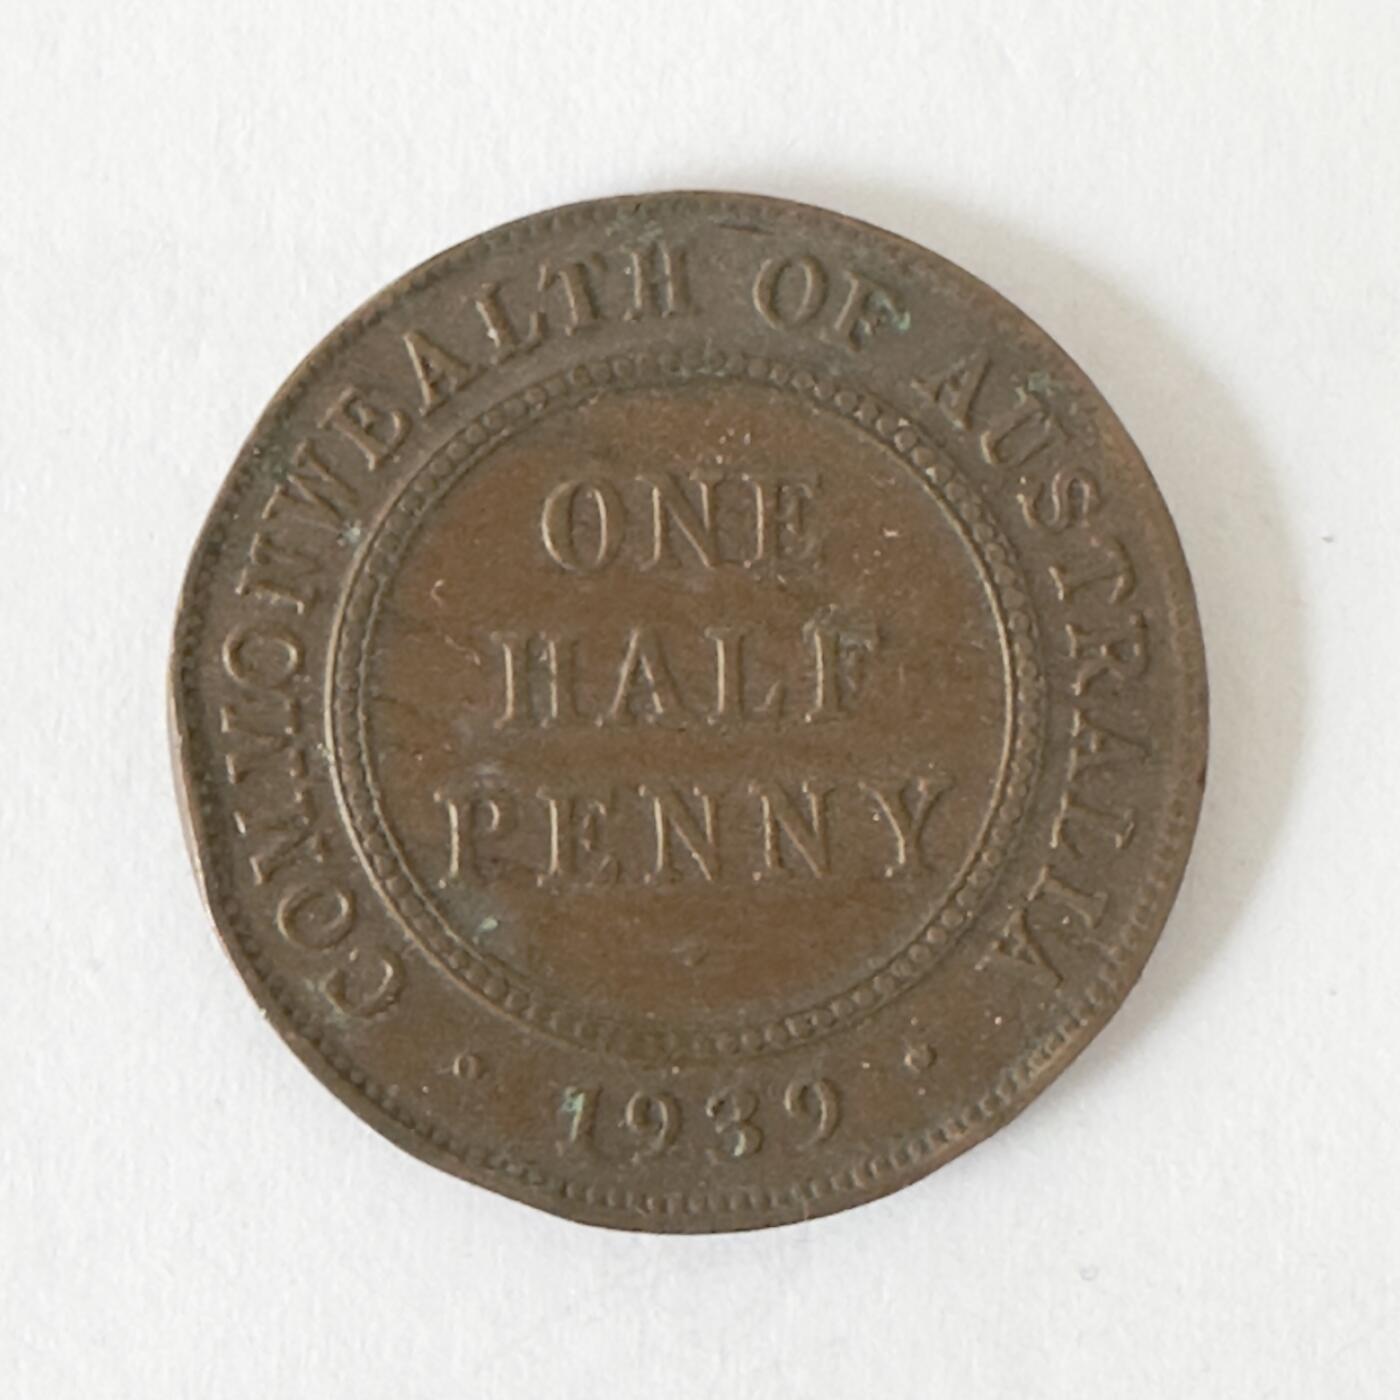 COMMONWEALTH OF AUSTRALIA
ONE
HALF
PENNY
1939